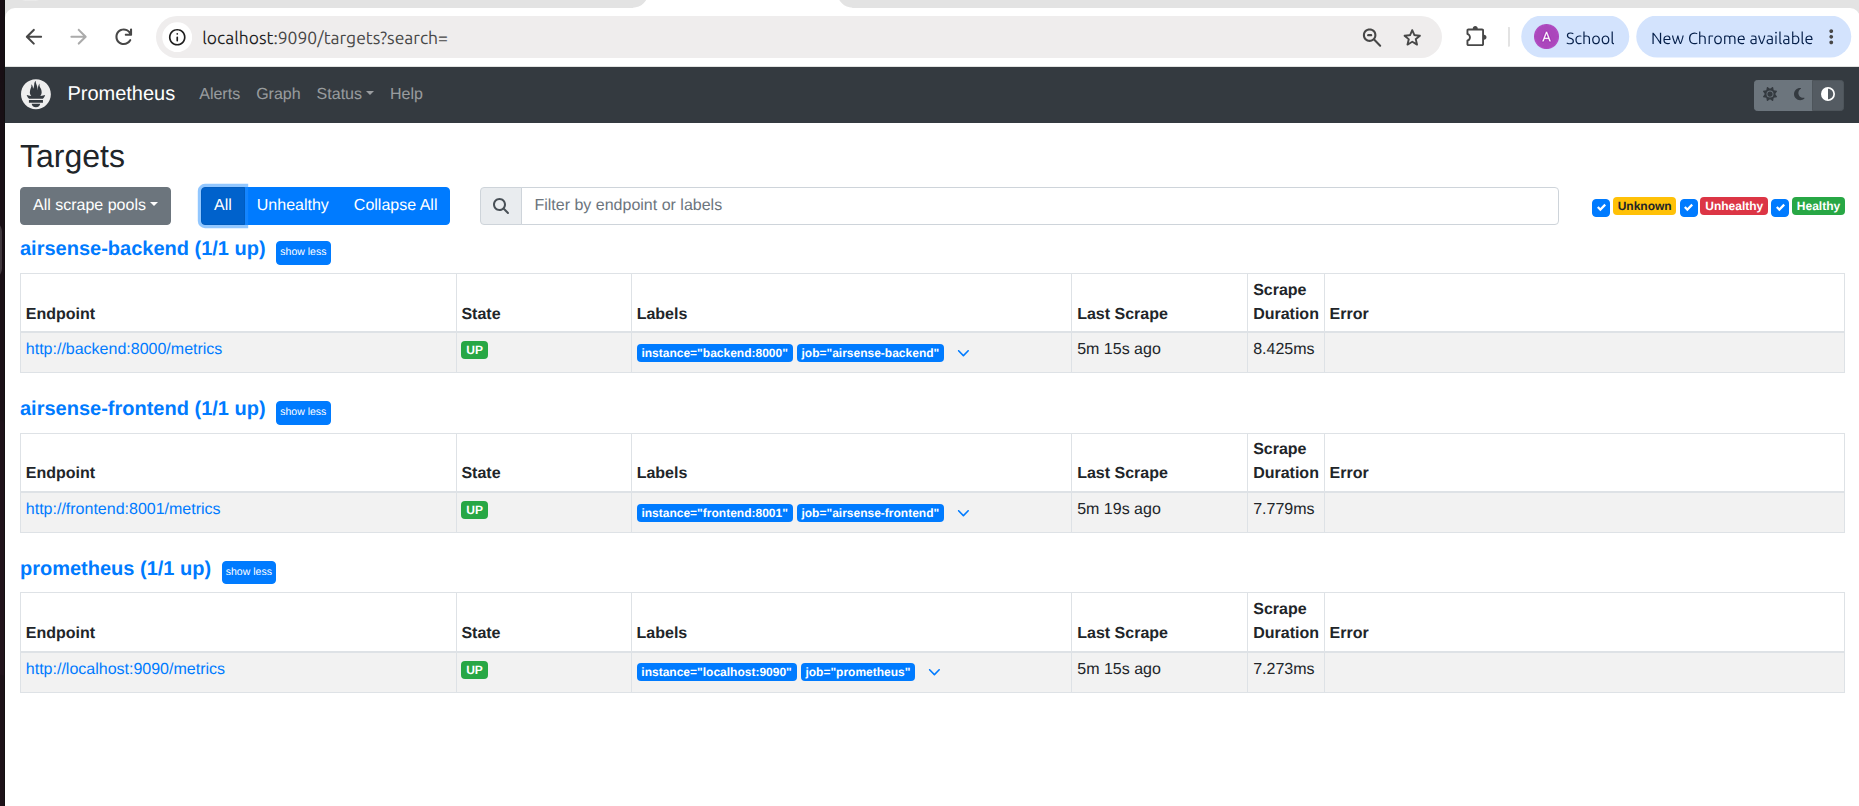 localhost:9090/targets?search=
A School New Chrome available
Prometheus Alerts Graph Status Help
Targets
All scrape pools All Unhealthy Collapse All Filter by endpoint or labels Unknown Unhealthy Healthy
airsense-backend (1/1 up) show less
Endpoint State Labels Last Scrape Scrape Duration Error
http://backend:8000/metrics UP instance="backend:8000" job="airsense-backend" 5m 15s ago 8.425ms
airsense-frontend (1/1 up) show less
Endpoint State Labels Last Scrape Scrape Duration Error
http://frontend:8001/metrics UP instance="frontend:8001" job="airsense-frontend" 5m 19s ago 7.779ms
prometheus (1/1 up) show less
Endpoint State Labels Last Scrape Scrape Duration Error
http://localhost:9090/metrics UP instance="localhost:9090" job="prometheus" 5m 15s ago 7.273ms